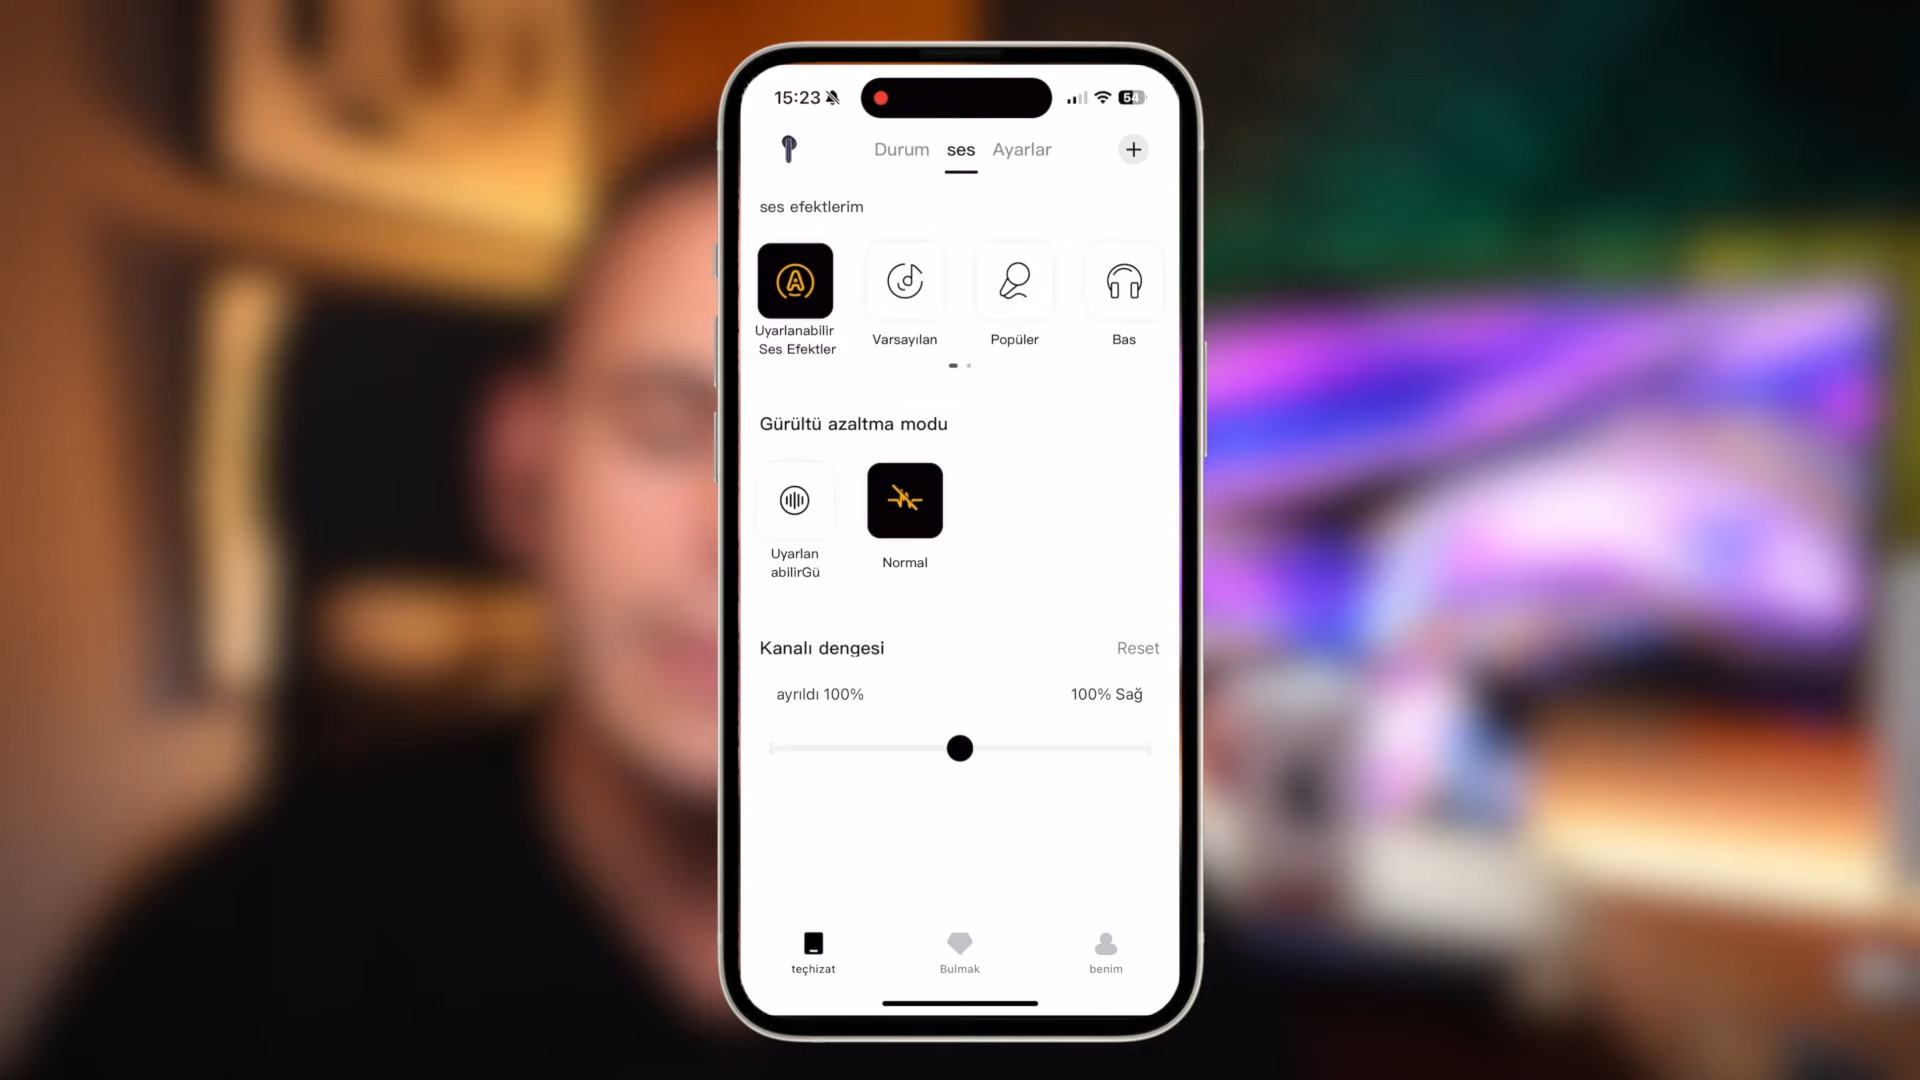 15:23
54
Durum ses Ayarlar
ses efektlerim
Uyarlanabilir
Ses Efektler
Varsayılan
Popüler
Bas
Gürültü azaltma modu
Uyarlan
abilirGü
Normal
Kanalı dengesi
Reset
ayrıldı 100%
100% Sağ
teçhizat
Bulmak
benim